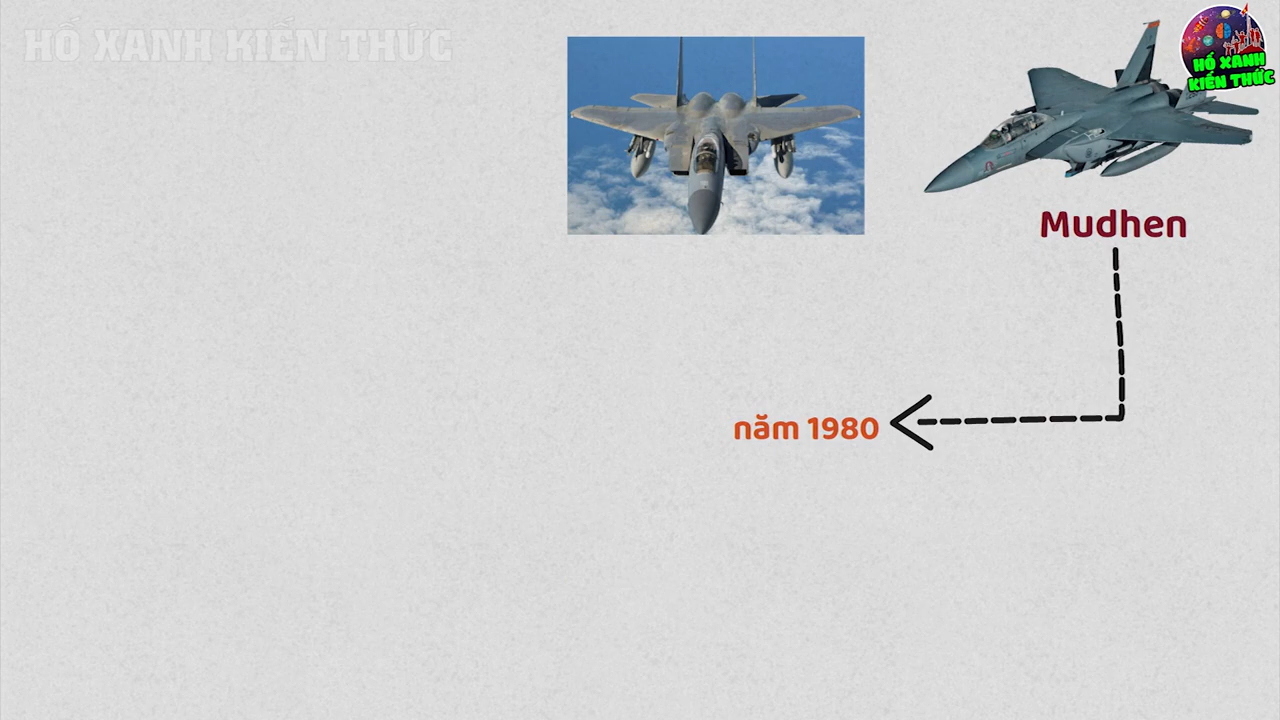 HỐ XANH KIẾN THỨC
HỐ XANH
KIẾN THỨC
Mudhen
năm 1980